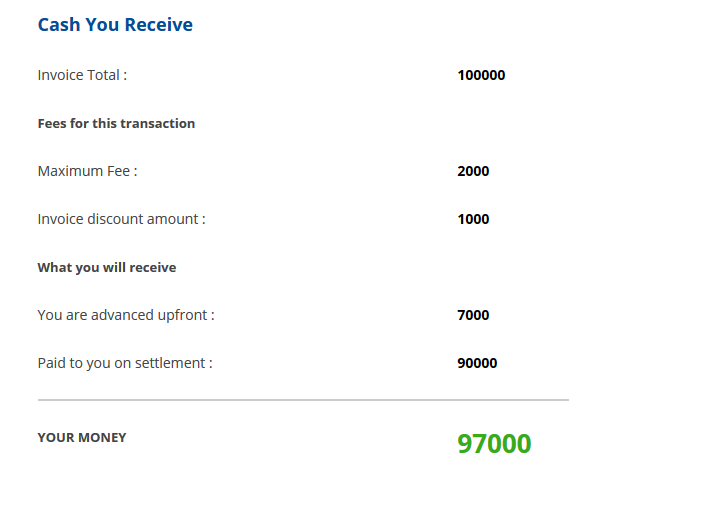 Cash You Receive
Invoice Total : 100000
Fees for this transaction
Maximum Fee : 2000
Invoice discount amount : 1000
What you will receive
You are advanced upfront : 7000
Paid to you on settlement : 90000
YOUR MONEY 97000